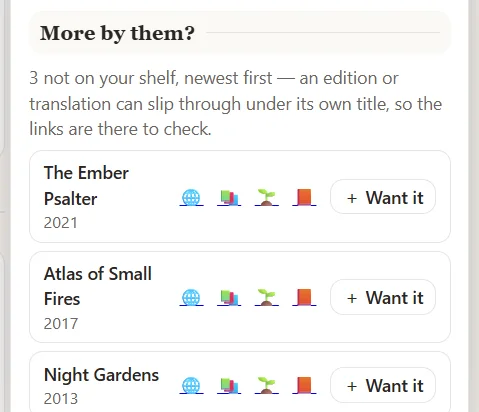 More by them?
3 not on your shelf, newest first — an edition or
translation can slip through under its own title, so the
links are there to check.
The Ember
Psalter
2021
+ Want it
Atlas of Small
Fires
2017
+ Want it
Night Gardens
2013
+ Want it